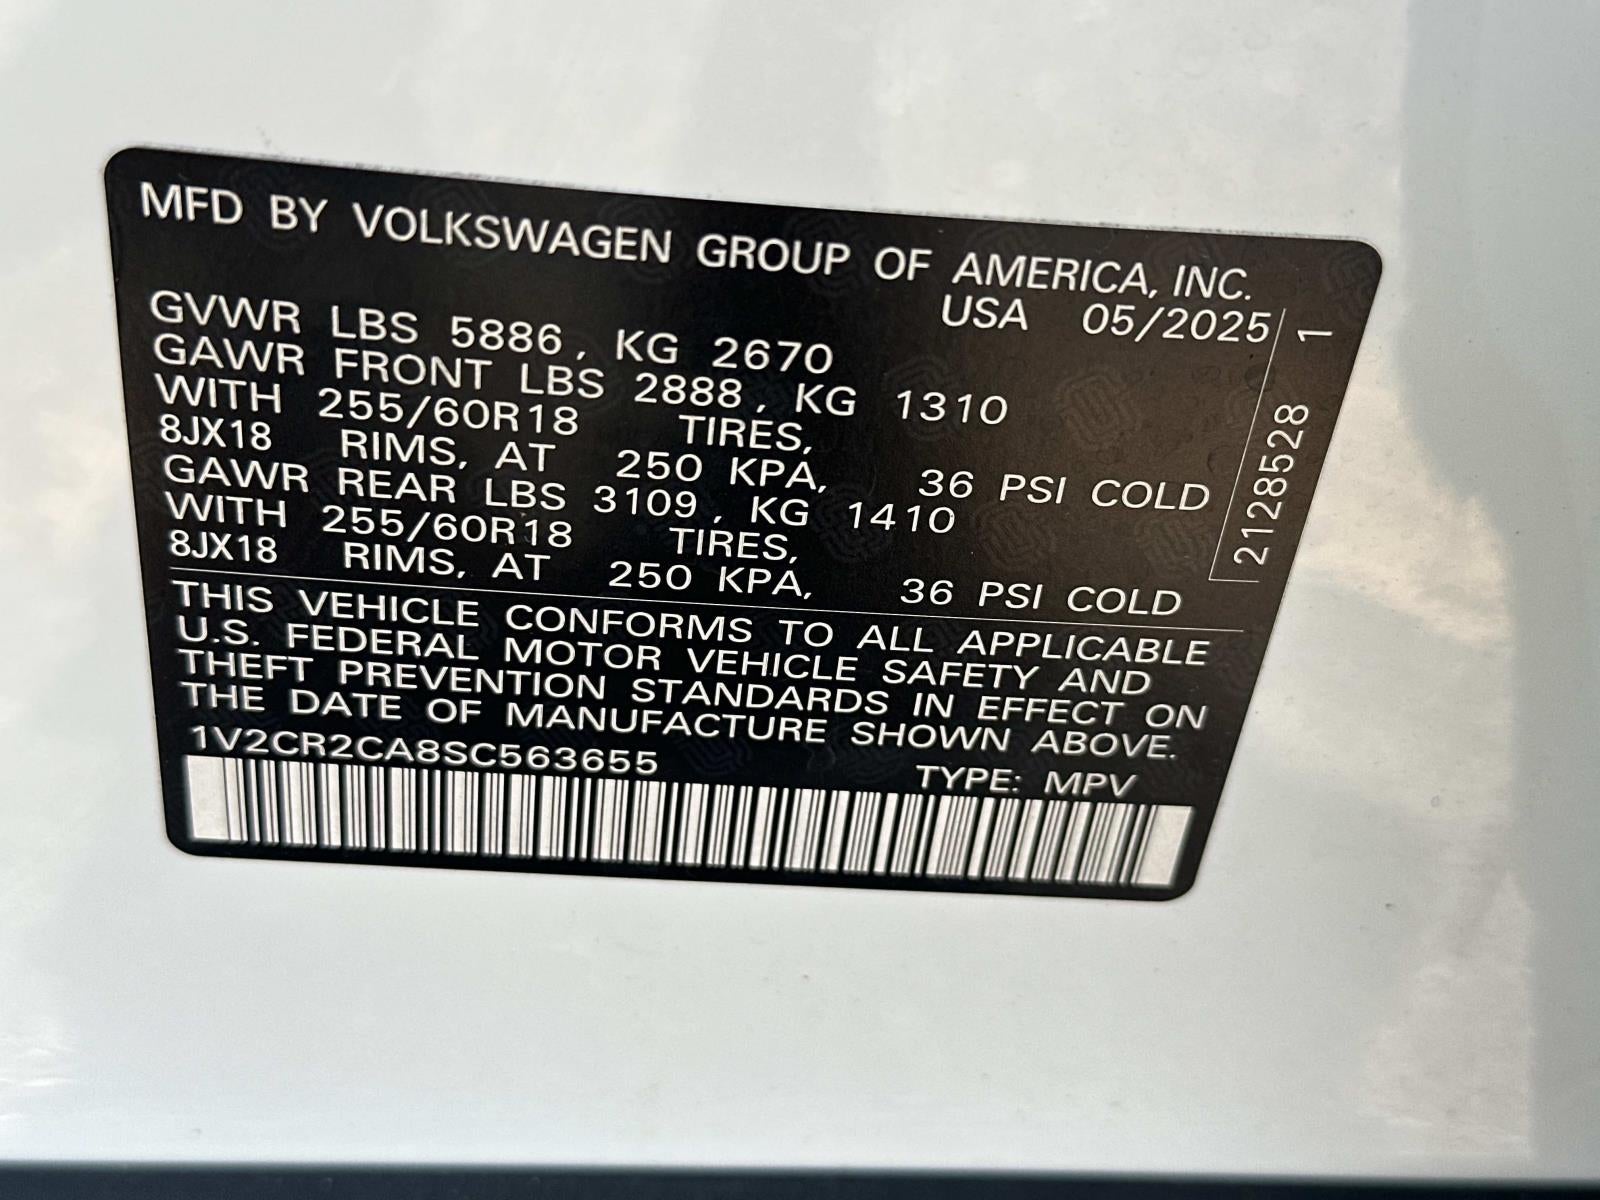 MFD BY VOLKSWAGEN GROUP OF AMERICA, INC.
USA 05/2025
GVWR LBS 5886, KG 2670
GAWR FRONT LBS 2888, KG 1310
WITH 255/60R18 TIRES,
8JX18 RIMS, AT 250 KPA, 36 PSI COLD
GAWR REAR LBS 3109, KG 1410
WITH 255/60R18 TIRES,
8JX18 RIMS, AT 250 KPA, 36 PSI COLD
2128528 1
THIS VEHICLE CONFORMS TO ALL APPLICABLE
U.S. FEDERAL MOTOR VEHICLE SAFETY AND
THEFT PREVENTION STANDARDS IN EFFECT ON
THE DATE OF MANUFACTURE SHOWN ABOVE.
1V2CR2CA8SC563655 TYPE: MPV